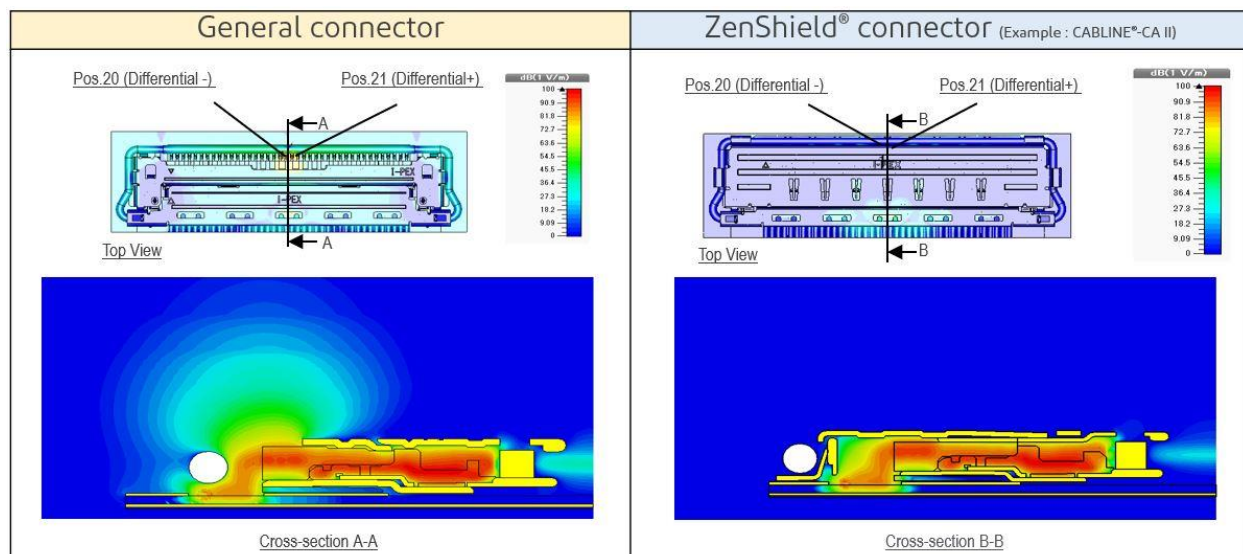 General connector
Pos.20 (Differential -)
Pos.21 (Differential+)
dB(1 V/m)
100
90.9
81.8
72.7
63.6
54.5
45.5
36.4
27.3
18.2
9.09
0
A
I-PEX
I-PEX
A
Top View
Cross-section A-A
ZenShield® connector (Example : CABLINE®-CA II)
Pos.20 (Differential -)
Pos.21 (Differential+)
dB(1 V/m)
100
90.9
81.8
72.7
63.6
54.5
45.5
36.4
27.3
18.2
9.09
0
B
I-PEX
B
Top View
Cross-section B-B